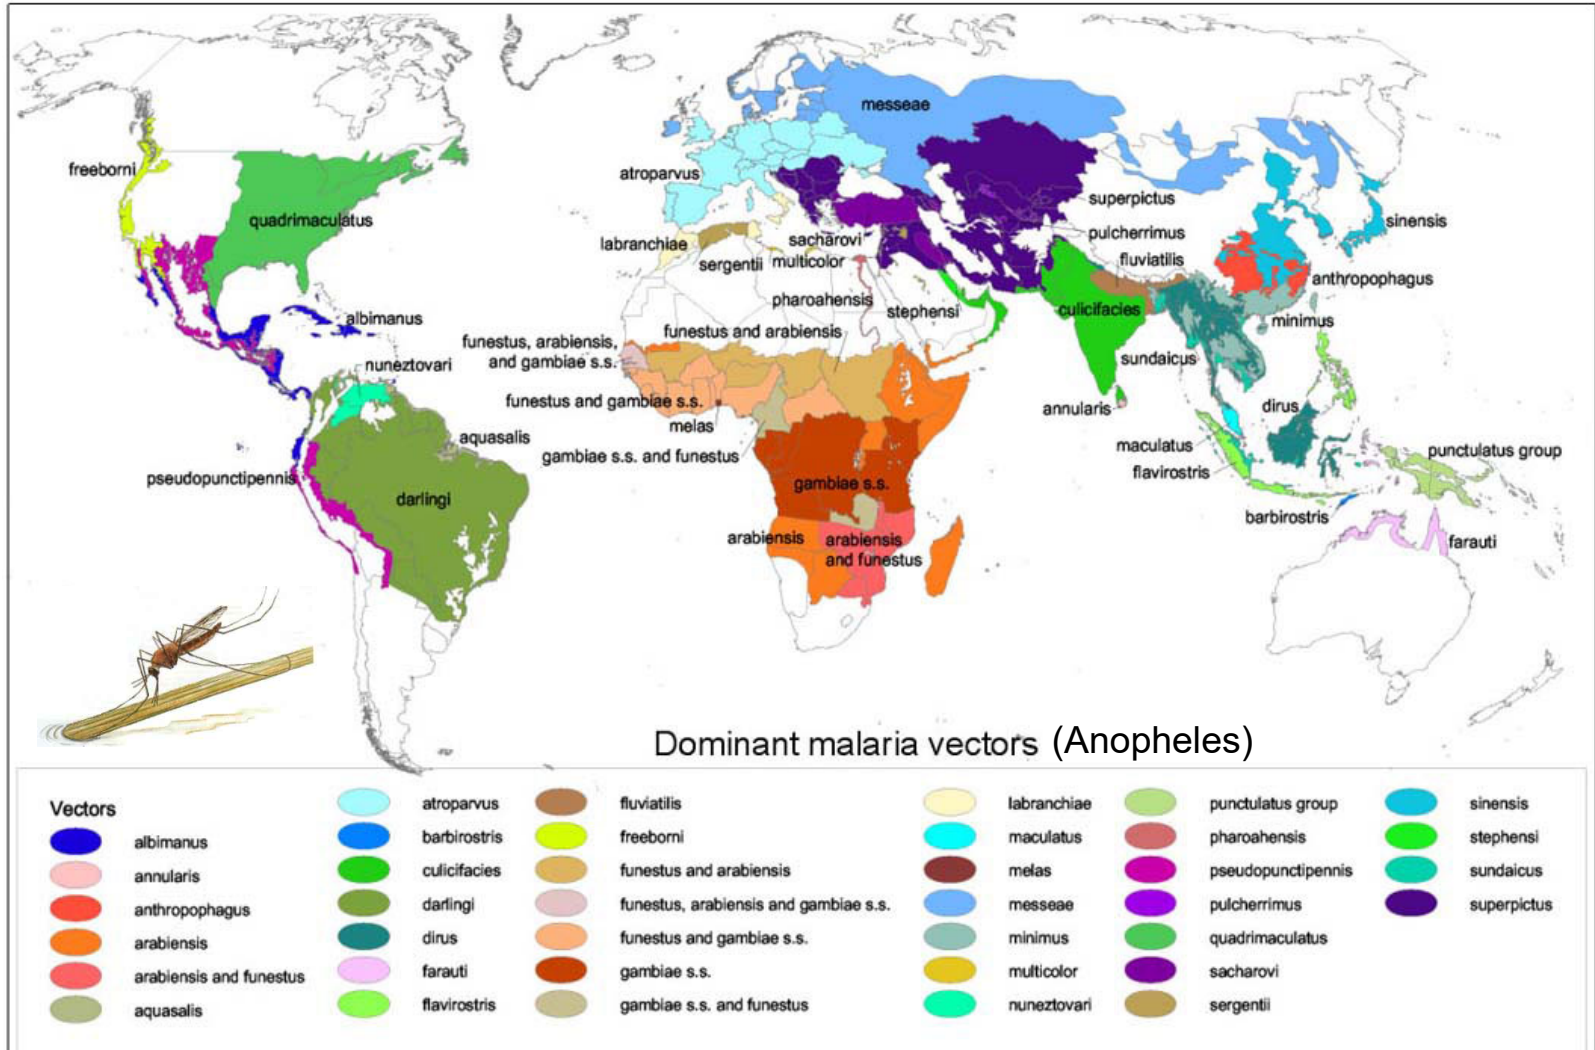 messeae
freeborni
atroparvus
quadrimaculatus
superpictus
sinensis
labranchiae
sacharovi
pulcherrimus
sergentii
multicolor
fluviatilis
anthropophagus
pharoahensis
stephensi
culicifacies
albimanus
minimus
funestus and arabiensis
funestus, arabiensis,
and gambiae s.s.
nuneztovari
sundaicus
funestus and gambiae s.s.
annularis
dirus
melas
aquasalis
gambiae s.s. and funestus
maculatus
punctulatus group
flavirostris
pseudopunctipennis
darlingi
gambiae s.s.
barbirostris
arabiensis
arabiensis
and funestus
farauti
Dominant malaria vectors (Anopheles)
Vectors
albimanus
annularis
anthropophagus
arabiensis
arabiensis and funestus
aquasalis
atroparvus
barbirostris
culicifacies
darlingi
dirus
farauti
flavirostris
fluviatilis
freeborni
funestus and arabiensis
funestus, arabiensis and gambiae s.s.
funestus and gambiae s.s.
gambiae s.s.
gambiae s.s. and funestus
labranchiae
maculatus
melas
messeae
minimus
multicolor
nuneztovari
punctulatus group
pharoahensis
pseudopunctipennis
pulcherrimus
quadrimaculatus
sacharovi
sergentii
sinensis
stephensi
sundaicus
superpictus